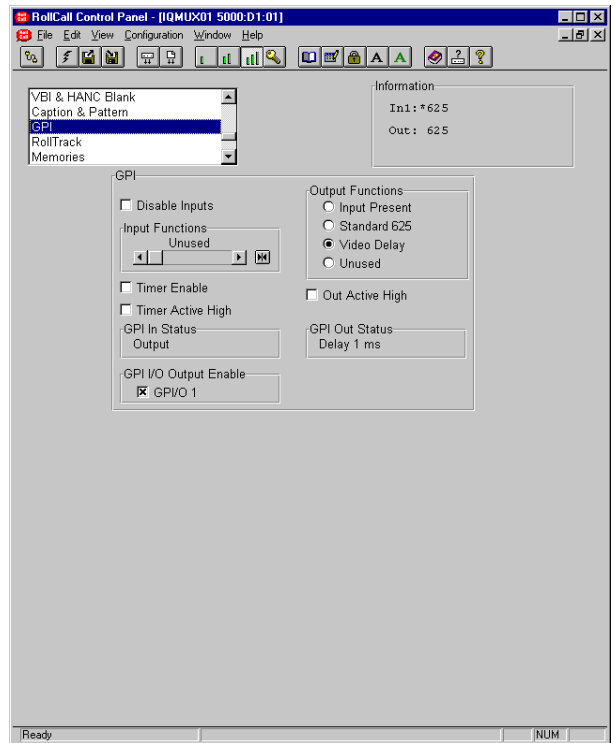 RollCall Control Panel - [IQMUX01 5000:D1:01]
File Edit View Configuration Window Help
A A
VBI & HANC Blank
Caption & Pattern
GPI
RollTrack
Memories
Information
In1:*625
Out: 625
GPI
Disable Inputs
Input Functions
Unused
Timer Enable
Timer Active High
GPI In Status
Output
GPI I/O Output Enable
GPI/O 1
Output Functions
Input Present
Standard 625
Video Delay
Unused
Out Active High
GPI Out Status
Delay 1 ms
Ready
NUM